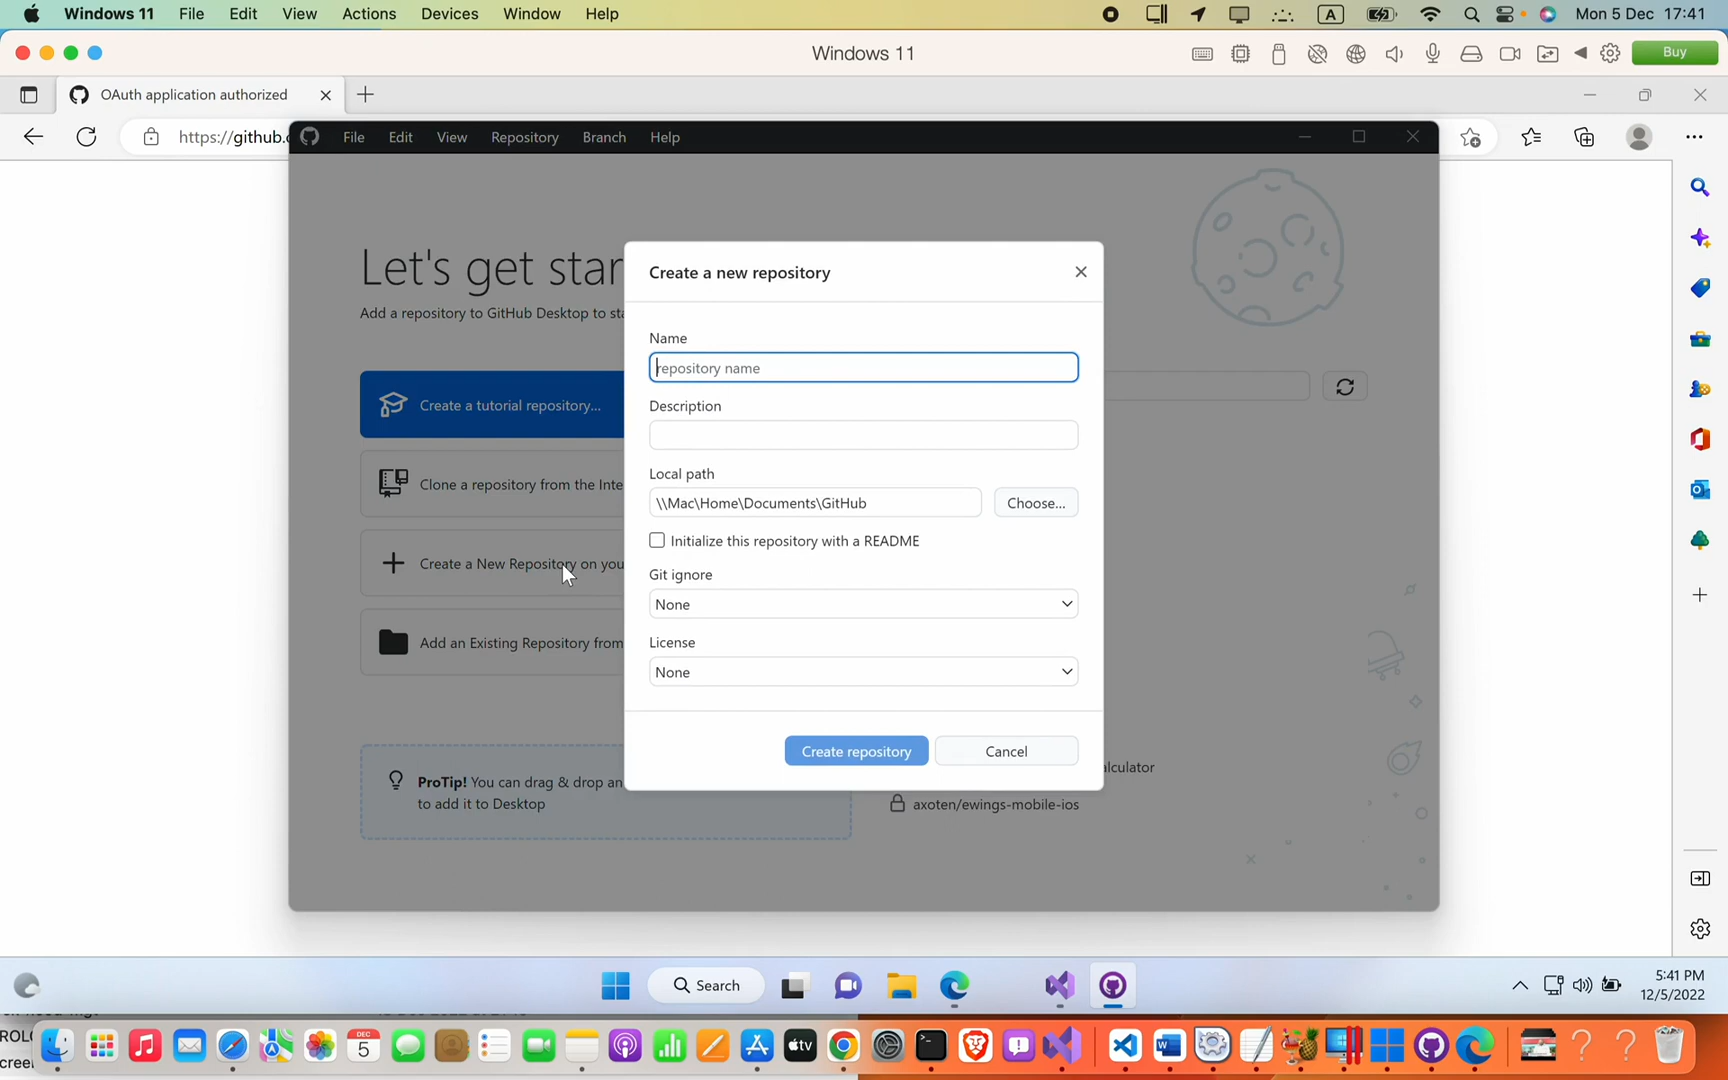 Windows 11 File Edit View Actions Devices Window Help A Mon 5 Dec 17:41
Windows 11 Buy
OAuth application authorized
https://github.c
File Edit View Repository Branch Help
Let's get star
Add a repository to GitHub Desktop to sta
Create a tutorial repository...
Clone a repository from the Inte
Create a New Repository on you
Add an Existing Repository from
ProTip! You can drag & drop an
to add it to Desktop
Create a new repository
Name
repository name
Description
Local path
\\Mac\Home\Documents\GitHub
Choose...
Initialize this repository with a README
Git ignore
None
License
None
Create repository Cancel
lculator
axoten/ewings-mobile-ios
Search
5:41 PM
12/5/2022
ROL
cree
DEC
5
tv